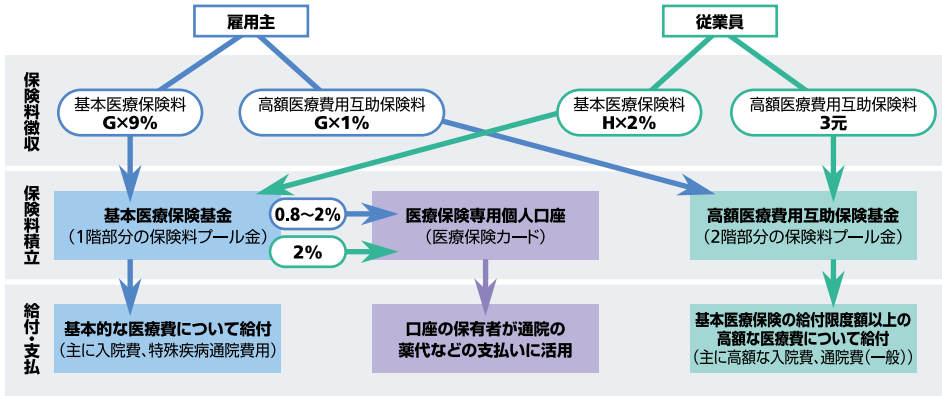 雇用主
従業員
保険料徴収
基本医療保険料
G×9%
高額医療費用互助保険料
G×1%
基本医療保険料
H×2%
高額医療費用互助保険料
3元
保険料積立
基本医療保険基金
（1階部分の保険料プール金）
0.8～2%
2%
医療保険専用個人口座
（医療保険カード）
高額医療費用互助保険基金
（2階部分の保険料プール金）
給付・支払
基本的な医療費について給付
（主に入院費、特殊疾病通院費用）
口座の保有者が通院の
薬代などの支払いに活用
基本医療保険の給付限度額以上の
高額な医療費について給付
（主に高額な入院費、通院費（一般））